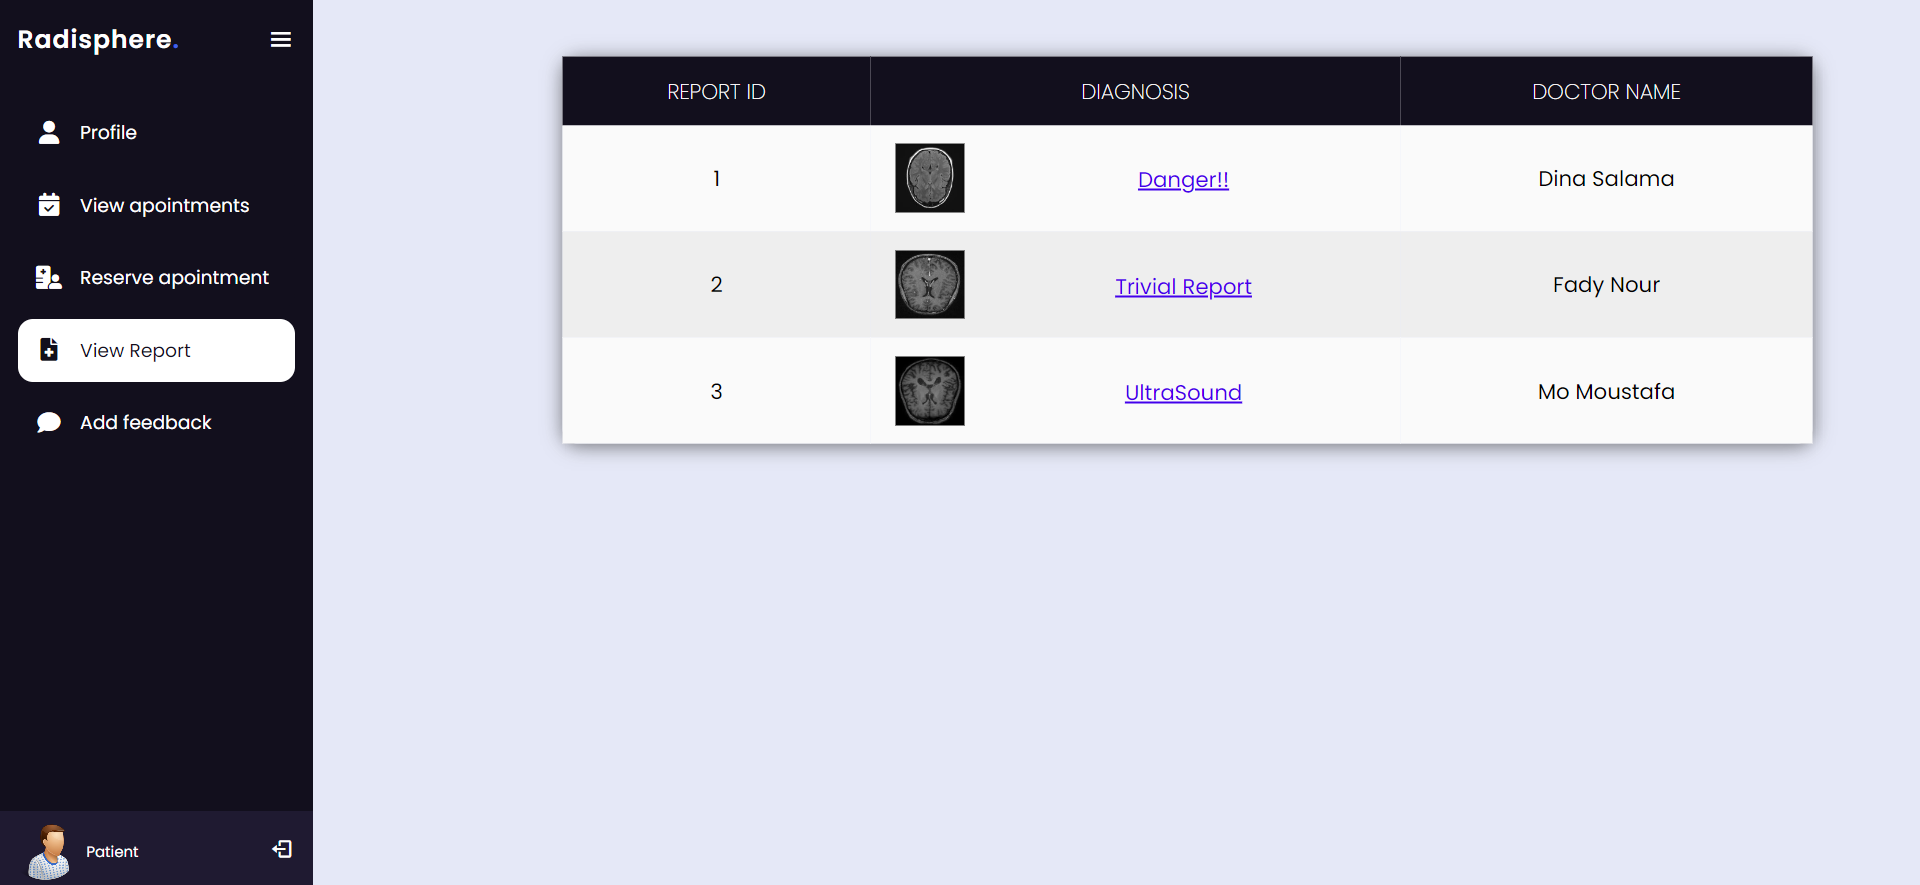 Radisphere.
Profile
View apointments
Reserve apointment
View Report
Add feedback
Patient
REPORT ID DIAGNOSIS DOCTOR NAME
1 Danger!! Dina Salama
2 Trivial Report Fady Nour
3 UltraSound Mo Moustafa